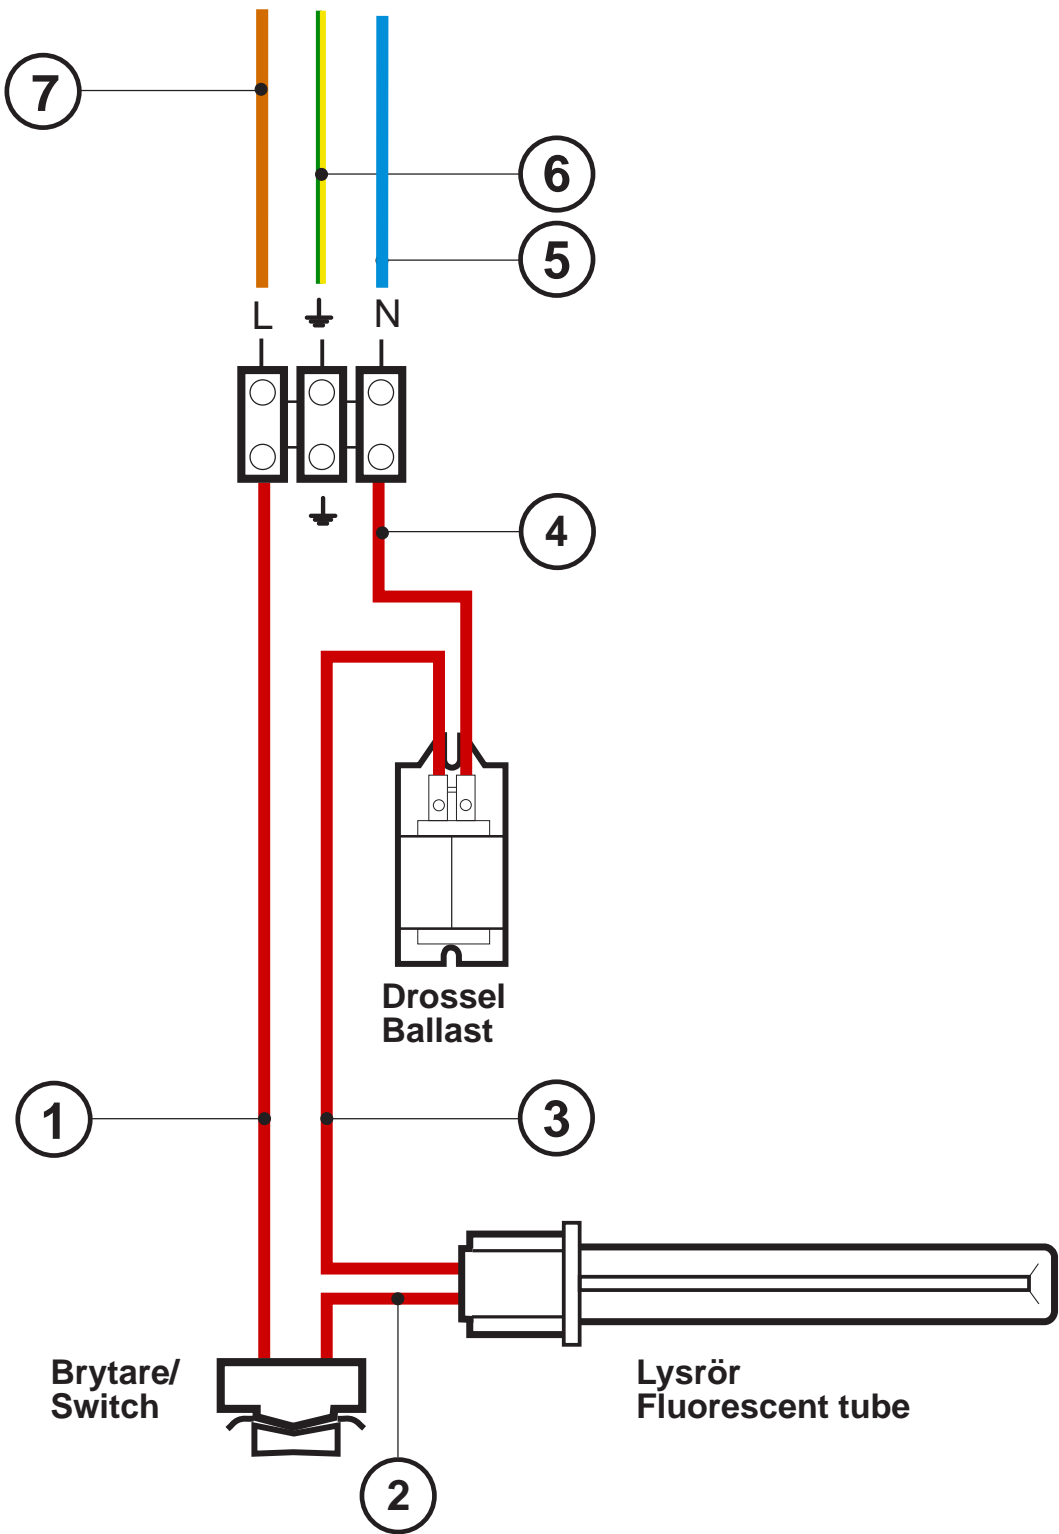 7
6
5
L
N
4
Drossel
Ballast
1
3
Brytare/
Switch
Lysrör
Fluorescent tube
2